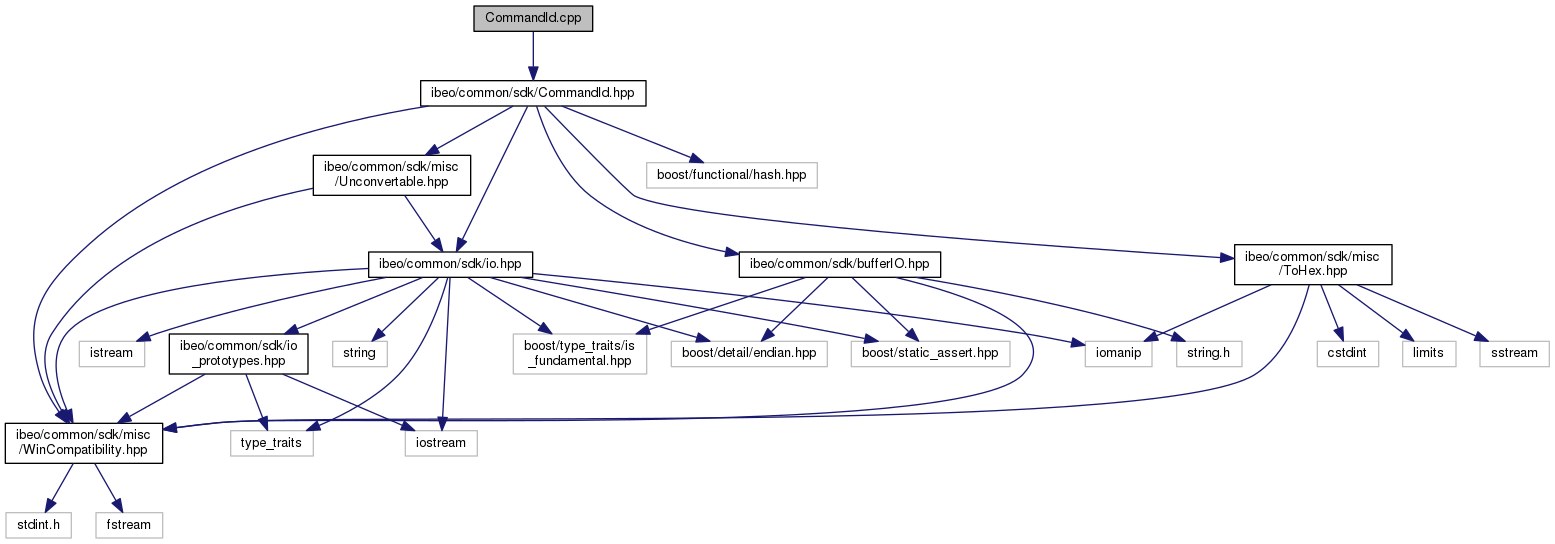 CommandId.cpp
ibeo/common/sdk/CommandId.hpp
ibeo/common/sdk/misc
/Unconvertable.hpp
boost/functional/hash.hpp
ibeo/common/sdk/io.hpp
ibeo/common/sdk/bufferIO.hpp
ibeo/common/sdk/misc
/ToHex.hpp
istream
ibeo/common/sdk/io
_prototypes.hpp
string
boost/type_traits/is
_fundamental.hpp
boost/detail/endian.hpp
boost/static_assert.hpp
iomanip
string.h
cstdint
limits
sstream
ibeo/common/sdk/misc
/WinCompatibility.hpp
type_traits
iostream
stdint.h
fstream